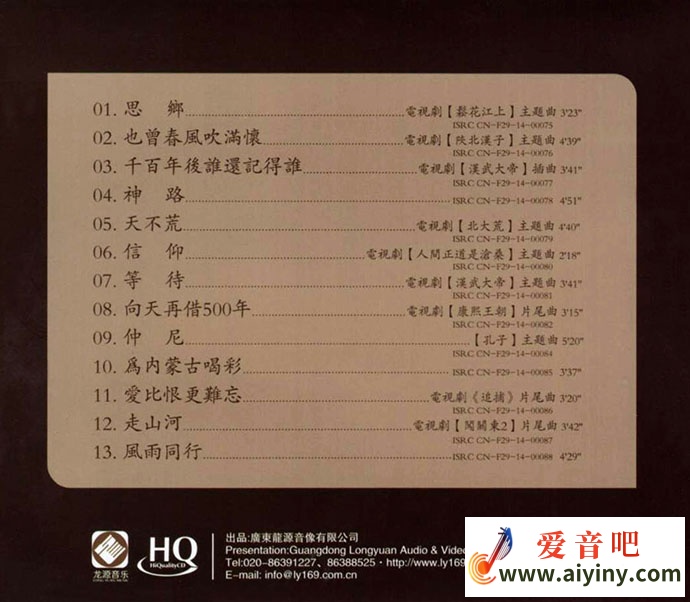 01. 思 鄉 電視劇【鬆花江上】主題曲 3'23"
ISRC CN-F29-14-00075
02. 也曾春風吹滿懷 電視劇【陝北漢子】主題曲 4'39"
ISRC CN-F29-14-00076
03. 千百年後誰還記得誰 電視劇【漢武大帝】插曲 3'41"
ISRC CN-F29-14-00077
04. 神 路 ISRC CN-F29-14-00078 4'51"
05. 天不荒 電視劇【北大荒】主題曲 4'40"
ISRC CN-F29-14-00079
06. 信 仰 電視劇【人間正道是滄桑】主題曲 2'18"
ISRC CN-F29-14-00080
07. 等 待 電視劇【漢武大帝】主題曲 3'41"
ISRC CN-F29-14-00081
08. 向天再借500年 電視劇【康熙王朝】片尾曲 3'15"
ISRC CN-F29-14-00082
09. 仲 尼 【孔子】主題曲 5'20"
ISRC CN-F29-14-00084
10. 爲内蒙古喝彩 ISRC CN-F29-14-00085 3'37"
11. 愛比恨更難忘 電視劇《追捕》片尾曲 3'20"
ISRC CN-F29-14-00086
12. 走山河 電視劇【闖關東2】片尾曲 3'42"
ISRC CN-F29-14-00087
13. 風雨同行 ISRC CN-F29-14-00088 4'29"
龙源音乐
HQ
HiQualityCD
出品:廣東龍源音像有限公司
Presentation:Guangdong Longyuan Audio & Video
Tel:020-86391227、86388525・http://www.ly169
E-mail: info@ly169.com.cn
爱音吧
www.aiyiny.com